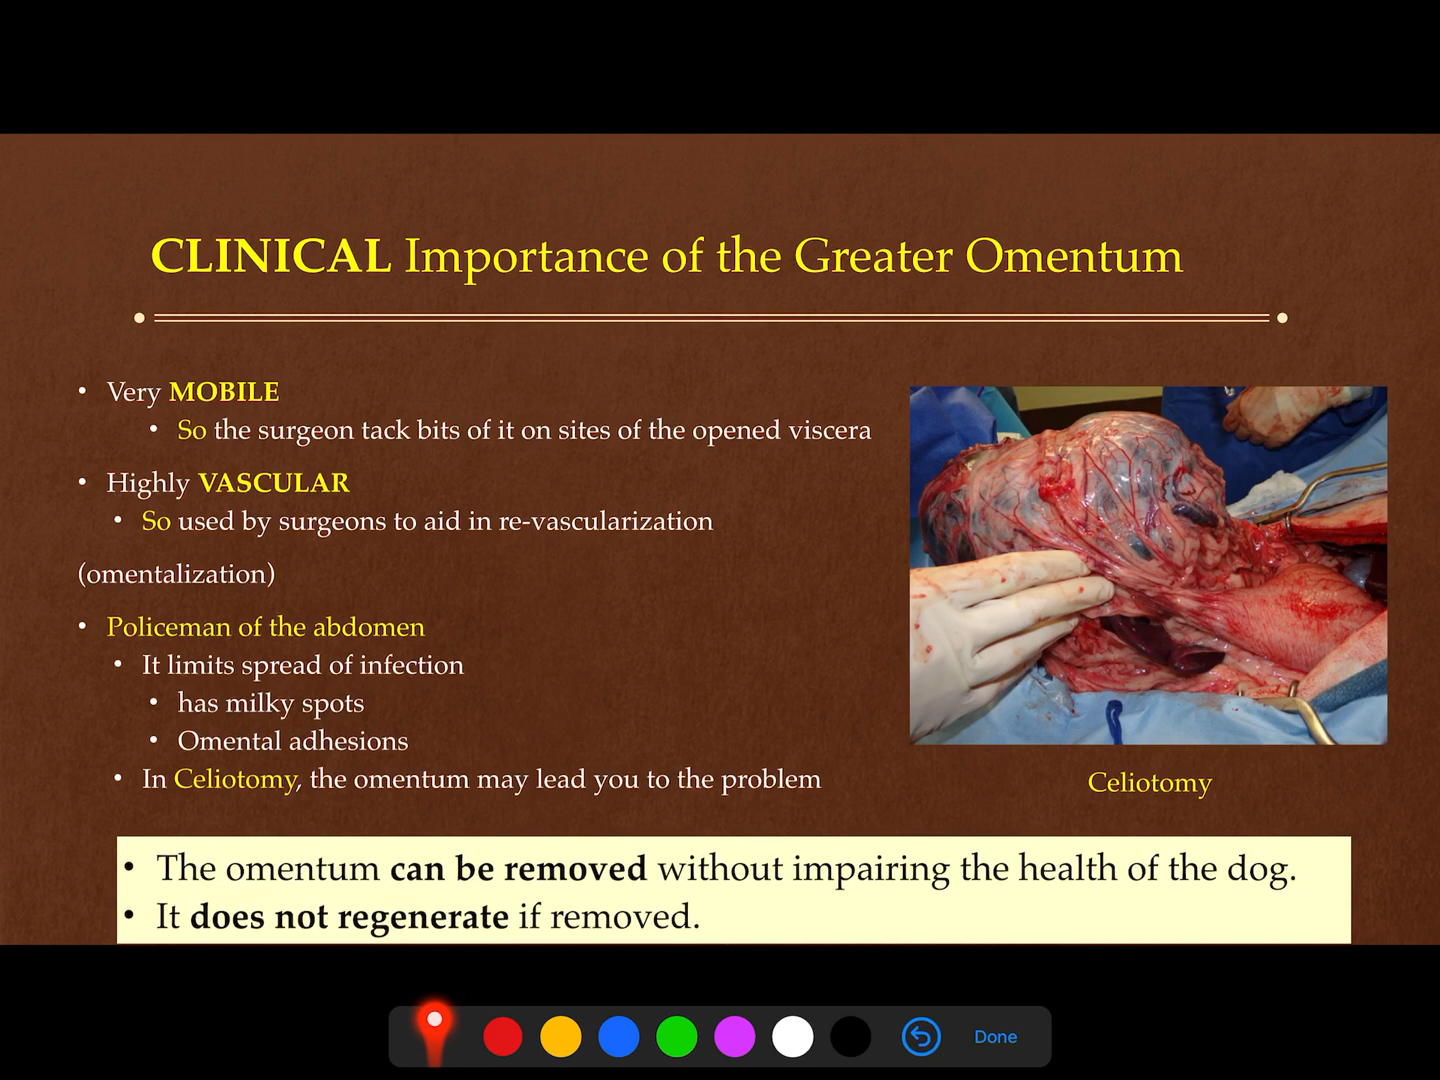 CLINICAL Importance of the Greater Omentum
• Very MOBILE
• So the surgeon tack bits of it on sites of the opened viscera
• Highly VASCULAR
• So used by surgeons to aid in re-vascularization
(omentalization)
• Policeman of the abdomen
• It limits spread of infection
• has milky spots
• Omental adhesions
• In Celiotomy, the omentum may lead you to the problem
Celiotomy
• The omentum can be removed without impairing the health of the dog.
• It does not regenerate if removed.
Done